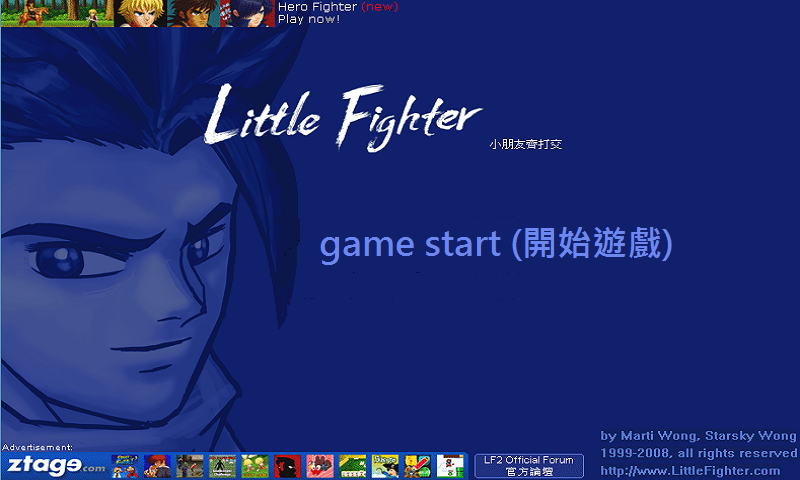 Hero Fighter (new)
Play now!
Little Fighter
小朋友齊打交
game start (開始遊戲)
by Marti Wong, Starsky Wong
1999-2008, all rights reserved
http://www.LittleFighter.com
Advertisement:
ztage.com
LF2 Official Forum
官方論壇